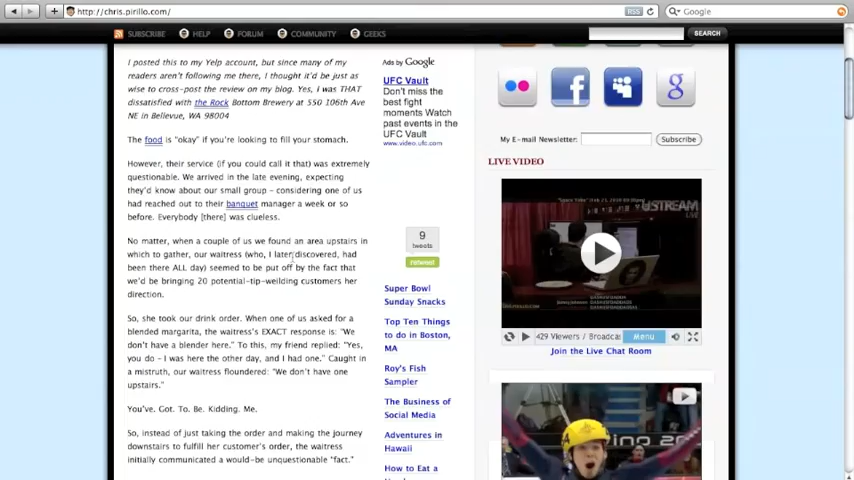 http://chris.pirillo.com/
RSS
Google
SUBSCRIBE
HELP
FORUM
COMMUNITY
GEEKS
SEARCH
I posted this to my Yelp account, but since many of my
readers aren't following me there, I thought it'd be just as
wise to cross-post the review on my blog. Yes, I was THAT
dissatisfied with the Rock Bottom Brewery at 550 106th Ave
NE in Bellevue, WA 98004
The food is "okay" if you're looking to fill your stomach.
However, their service (if you could call it that) was extremely
questionable. We arrived in the late evening, expecting
they'd know about our small group - considering one of us
had reached out to their banquet manager a week or so
before. Everybody [there] was clueless.
No matter, when a couple of us we found an area upstairs in
which to gather, our waitress (who, I later discovered, had
been there ALL day) seemed to be put off by the fact that
we'd be bringing 20 potential-tip-weilding customers her
direction.
So, she took our drink order. When one of us asked for a
blended margarita, the waitress's EXACT response is: "We
don't have a blender here." To this, my friend replied: "Yes,
you do - I was here the other day, and I had one." Caught in
a mistruth, our waitress floundered: "We don't have one
upstairs."
You've. Got. To. Be. Kidding. Me.
So, instead of just taking the order and making the journey
downstairs to fulfill her customer's order, the waitress
initially communicated a would-be unquestionable "fact."
Ads by Google
UFC Vault
Don't miss the
best fight
moments Watch
past events in the
UFC Vault
www.video.ufc.com
9
tweets
retweet
Super Bowl
Sunday Snacks
Top Ten Things
to do in Boston,
MA
Roy's Fish
Sampler
The Business of
Social Media
Adventures in
Hawaii
How to Eat a
f
g
My E-mail Newsletter:
Subscribe
LIVE VIDEO
USTREAM
429 Viewers / Broadcas
Menu
Join the Live Chat Room